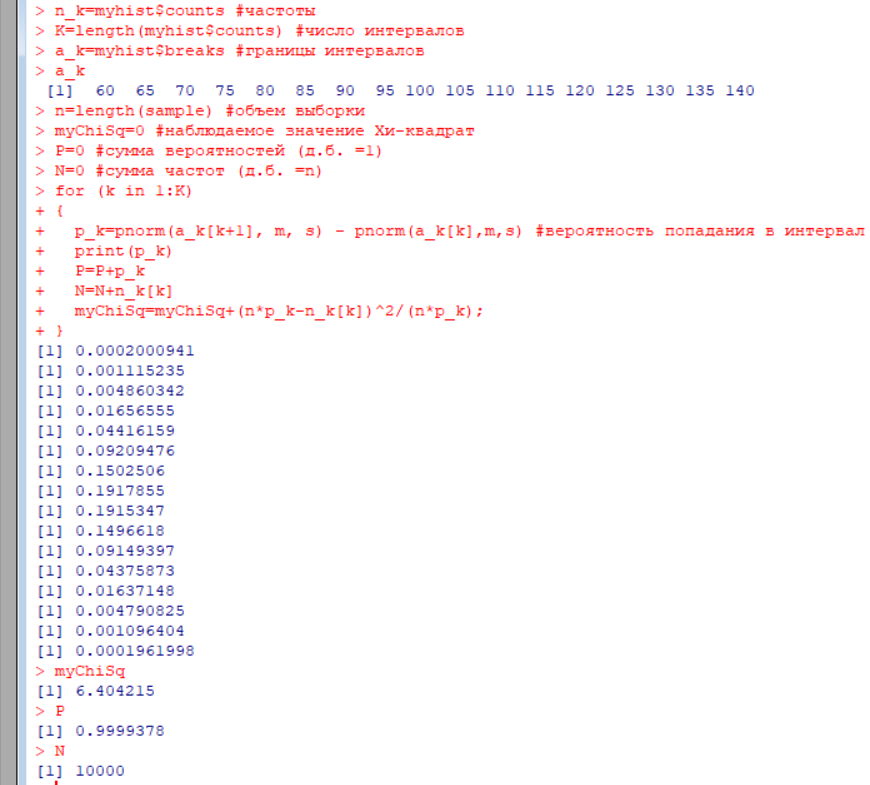 > n_k=myhist$counts #частоты
> K=length(myhist$counts) #число интервалов
> a_k=myhist$breaks #границы интервалов
> a_k
[1] 60 65 70 75 80 85 90 95 100 105 110 115 120 125 130 135 140
> n=length(sample) #объем выборки
> myChiSq=0 #наблюдаемое значение Хи-квадрат
> P=0 #сумма вероятностей (д.б. =1)
> N=0 #сумма частот (д.б. =n)
> for (k in 1:K)
+ {
+   p_k=pnorm(a_k[k+1], m, s) - pnorm(a_k[k],m,s) #вероятность попадания в интервал
+   print(p_k)
+   P=P+p_k
+   N=N+n_k[k]
+   myChiSq=myChiSq+(n*p_k-n_k[k])^2/(n*p_k);
+ }
[1] 0.0002000941
[1] 0.001115235
[1] 0.004860342
[1] 0.01656555
[1] 0.04416159
[1] 0.09209476
[1] 0.1502506
[1] 0.1917855
[1] 0.1915347
[1] 0.1496618
[1] 0.09149397
[1] 0.04375873
[1] 0.01637148
[1] 0.004790825
[1] 0.001096404
[1] 0.0001961998
> myChiSq
[1] 6.404215
> P
[1] 0.9999378
> N
[1] 10000